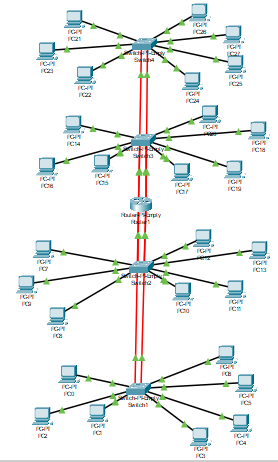 PC-PT
PC26
PC-PT
PC21
PC-PT
PC27
PC-PT
PC23
Switch-PT-Empty
Switch4
PC-PT
PC25
PC-PT
PC22
PC-PT
PC24
PC-PT
PC14
PC-PT
PC-PT
PC18
Switch-PT-Empty
Switch3
PC-PT
PC16
PC-PT
PC15
PC-PT
PC17
PC-PT
PC19
Router-PT-Empty
Router1
PC-PT
PC7
PC-PT
PC12
PC-PT
PC13
Switch-PT-Empty
Switch2
PC-PT
PC9
PC-PT
PC10
PC-PT
PC11
PC-PT
PC8
PC-PT
PC6
PC-PT
PC0
PC-PT
PC5
Switch-PT-Empty
Switch1
PC-PT
PC2
PC-PT
PC1
PC-PT
PC3
PC-PT
PC4